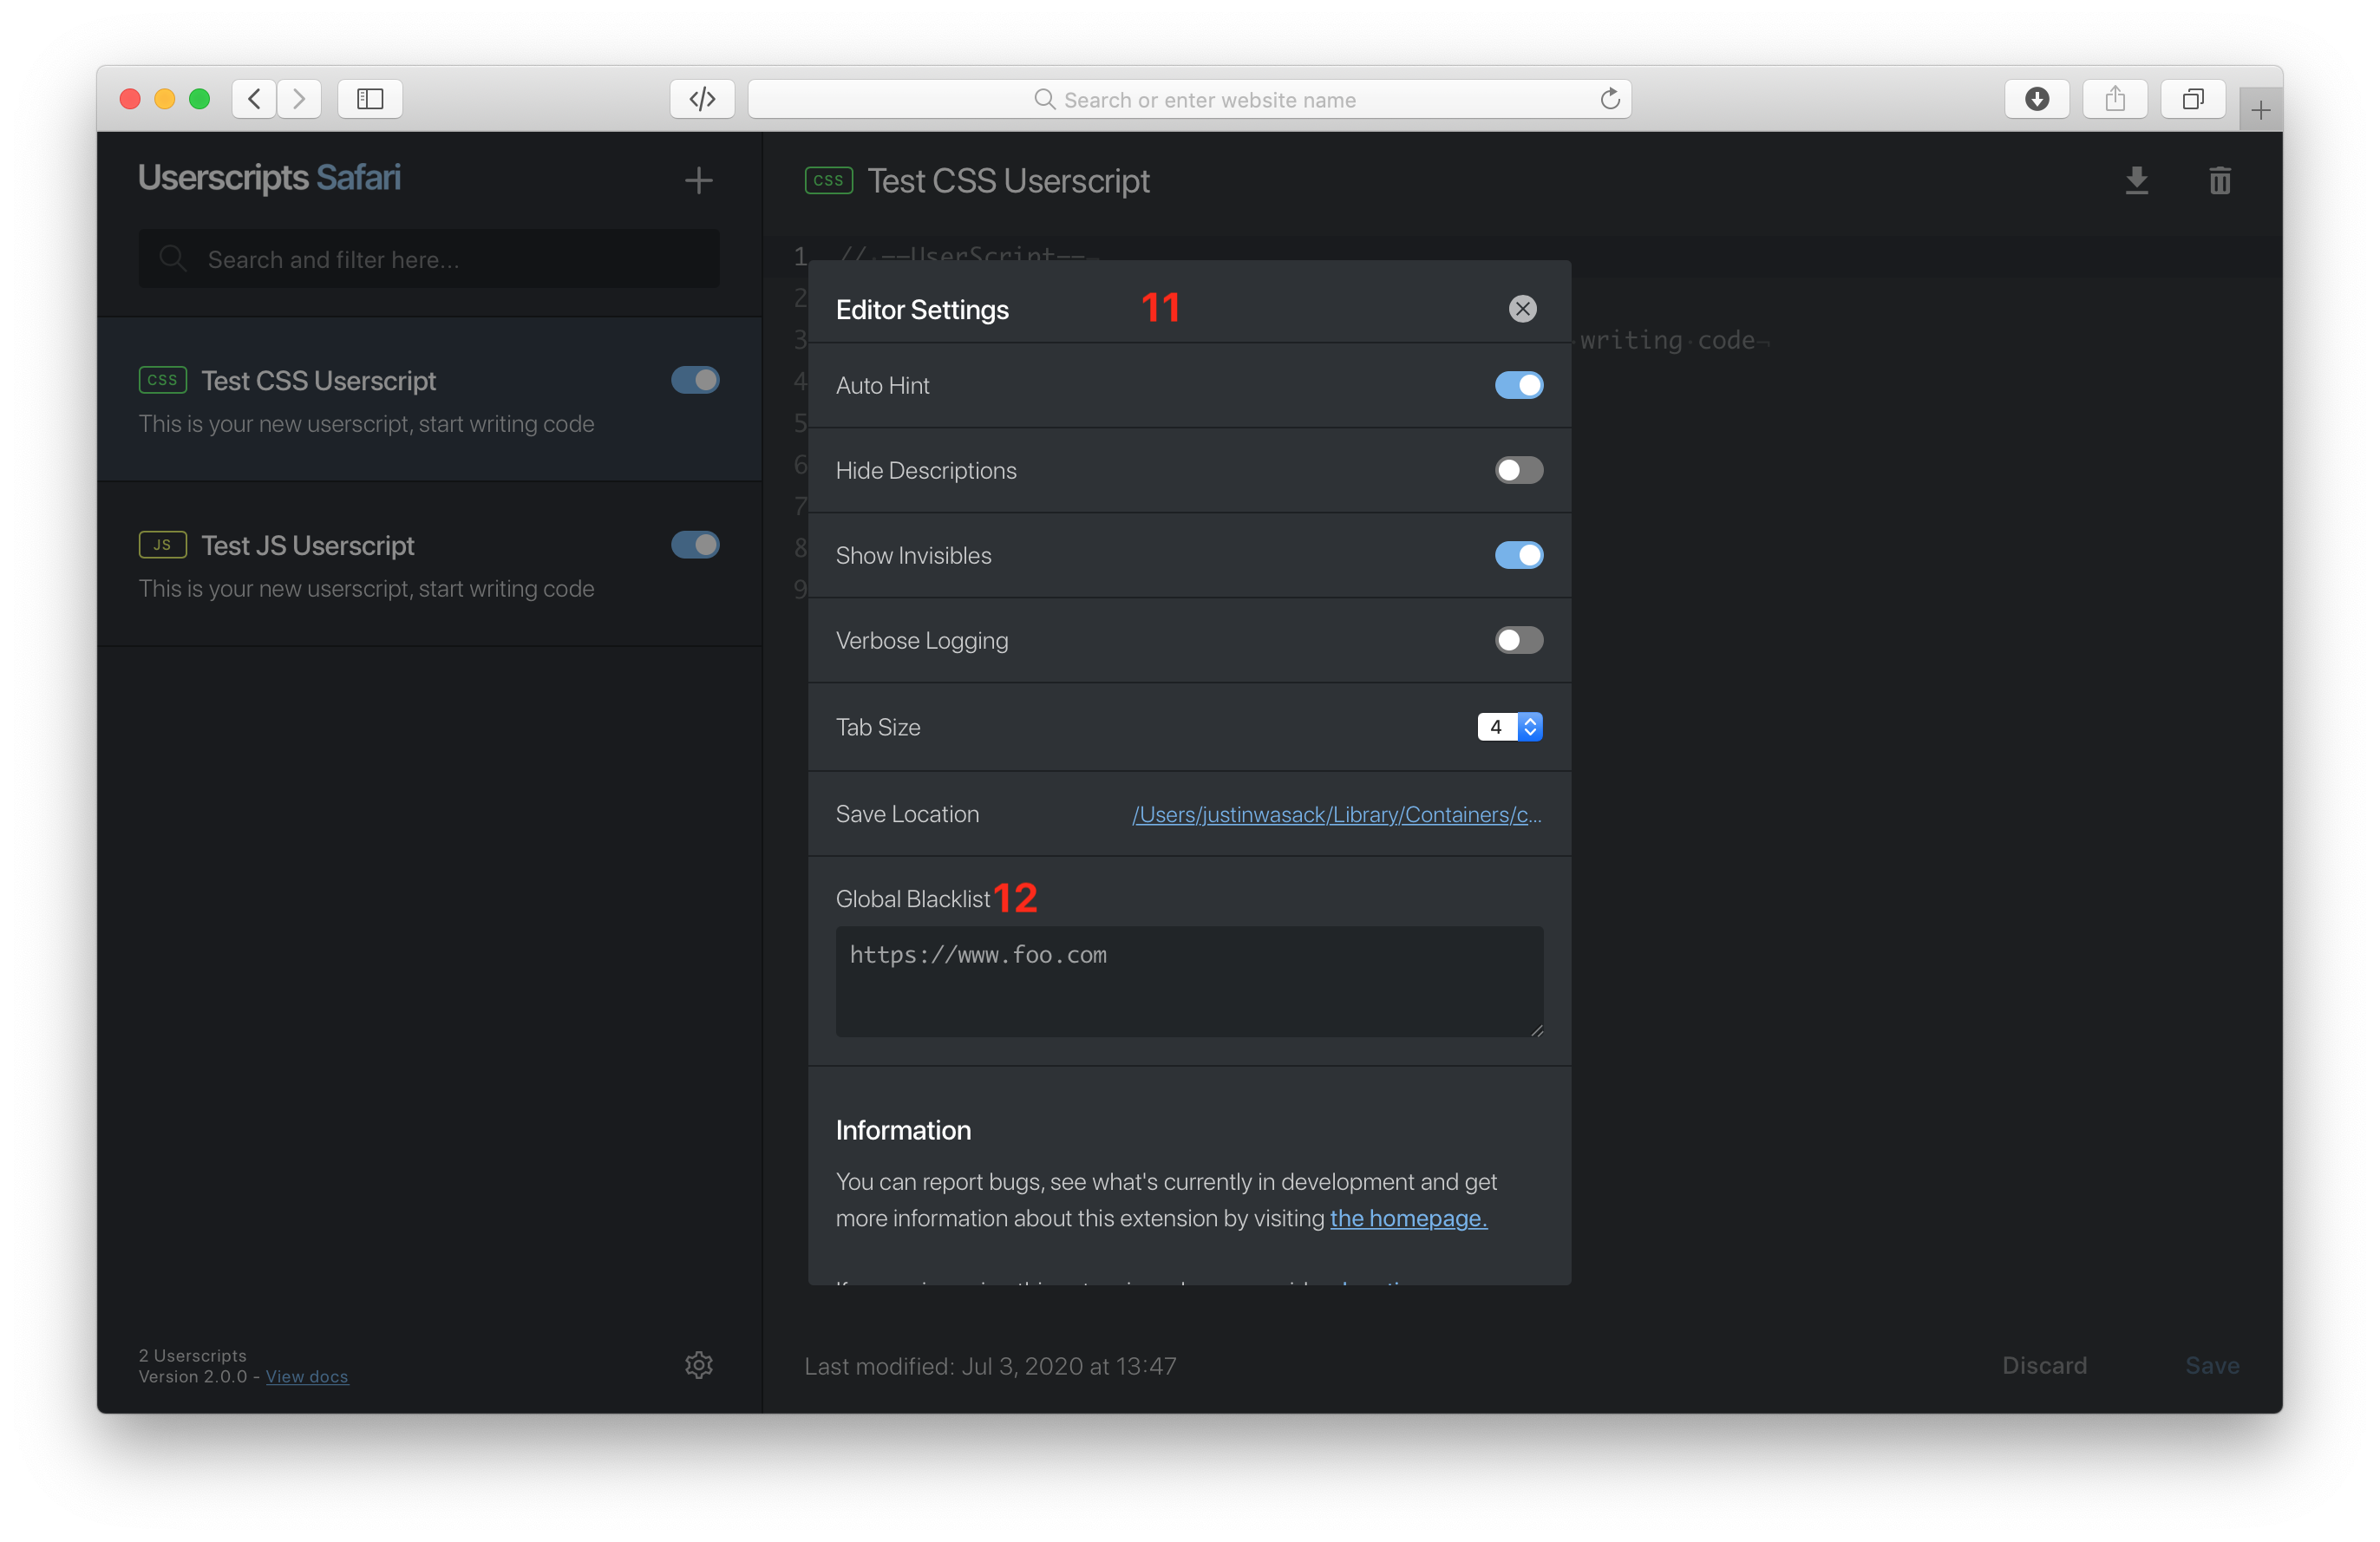 Search or enter website name
Userscripts Safari
Search and filter here...
CSS Test CSS Userscript
This is your new userscript, start writing code
JS Test JS Userscript
This is your new userscript, start writing code
2 Userscripts
Version 2.0.0 - View docs
CSS Test CSS Userscript
1 // ==UserScript==¬
2
3 writing·code¬
4
5
6
7
8
9
Editor Settings 11
Auto Hint
Hide Descriptions
Show Invisibles
Verbose Logging
Tab Size 4
Save Location /Users/justinwasack/Library/Containers/c...
Global Blacklist 12
https://www.foo.com
Information
You can report bugs, see what's currently in development and get
more information about this extension by visiting the homepage.
Last modified: Jul 3, 2020 at 13:47
Discard Save